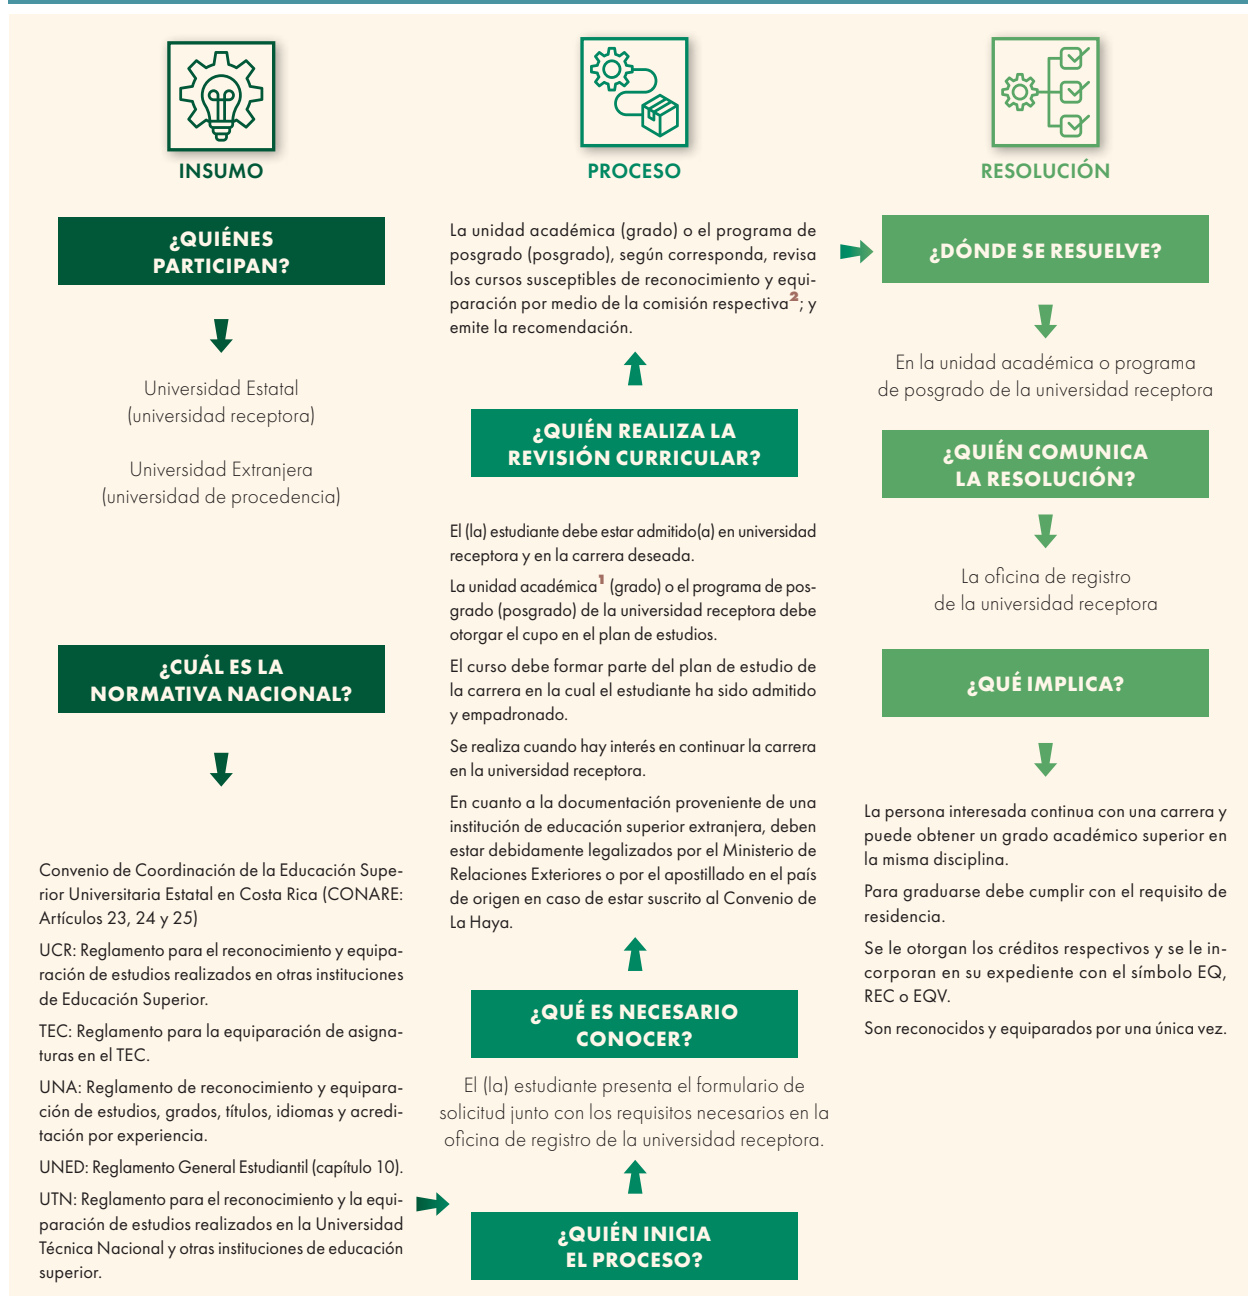 INSUMO
¿QUIÉNES
PARTICIPAN?
Universidad Estatal
(universidad receptora)
Universidad Extranjera
(universidad de procedencia)
¿CUÁL ES LA
NORMATIVA NACIONAL?
Convenio de Coordinación de la Educación Supe-
rior Universitaria Estatal en Costa Rica (CONARE:
Artículos 23, 24 y 25)
UCR: Reglamento para el reconocimiento y equipa-
ración de estudios realizados en otras instituciones
de Educación Superior.
TEC: Reglamento para la equiparación de asigna-
turas en el TEC.
UNA: Reglamento de reconocimiento y equipara-
ción de estudios, grados, títulos, idiomas y acredi-
tación por experiencia.
UNED: Reglamento General Estudiantil (capítulo 10).
UTN: Reglamento para el reconocimiento y la equi-
paración de estudios realizados en la Universidad
Técnica Nacional y otras instituciones de educación
superior.
PROCESO
La unidad académica (grado) o el programa de
posgrado (posgrado), según corresponda, revisa
los cursos susceptibles de reconocimiento y equi-
paración por medio de la comisión respectiva2; y
emite la recomendación.
¿QUIÉN REALIZA LA
REVISIÓN CURRICULAR?
El (la) estudiante debe estar admitido(a) en universidad
receptora y en la carrera deseada.
La unidad académica1 (grado) o el programa de pos-
grado (posgrado) de la universidad receptora debe
otorgar el cupo en el plan de estudios.
El curso debe formar parte del plan de estudio de
la carrera en la cual el estudiante ha sido admitido
y empadronado.
Se realiza cuando hay interés en continuar la carrera
en la universidad receptora.
En cuanto a la documentación proveniente de una
institución de educación superior extranjera, deben
estar debidamente legalizados por el Ministerio de
Relaciones Exteriores o por el apostillado en el país
de origen en caso de estar suscrito al Convenio de
La Haya.
¿QUÉ ES NECESARIO
CONOCER?
El (la) estudiante presenta el formulario de
solicitud junto con los requisitos necesarios en la
oficina de registro de la universidad receptora.
¿QUIÉN INICIA
EL PROCESO?
RESOLUCIÓN
¿DÓNDE SE RESUELVE?
En la unidad académica o programa
de posgrado de la universidad receptora
¿QUIÉN COMUNICA
LA RESOLUCIÓN?
La oficina de registro
de la universidad receptora
¿QUÉ IMPLICA?
La persona interesada continua con una carrera y
puede obtener un grado académico superior en
la misma disciplina.
Para graduarse debe cumplir con el requisito de
residencia.
Se le otorgan los créditos respectivos y se le in-
corporan en su expediente con el símbolo EQ,
REC o EQV.
Son reconocidos y equiparados por una única vez.